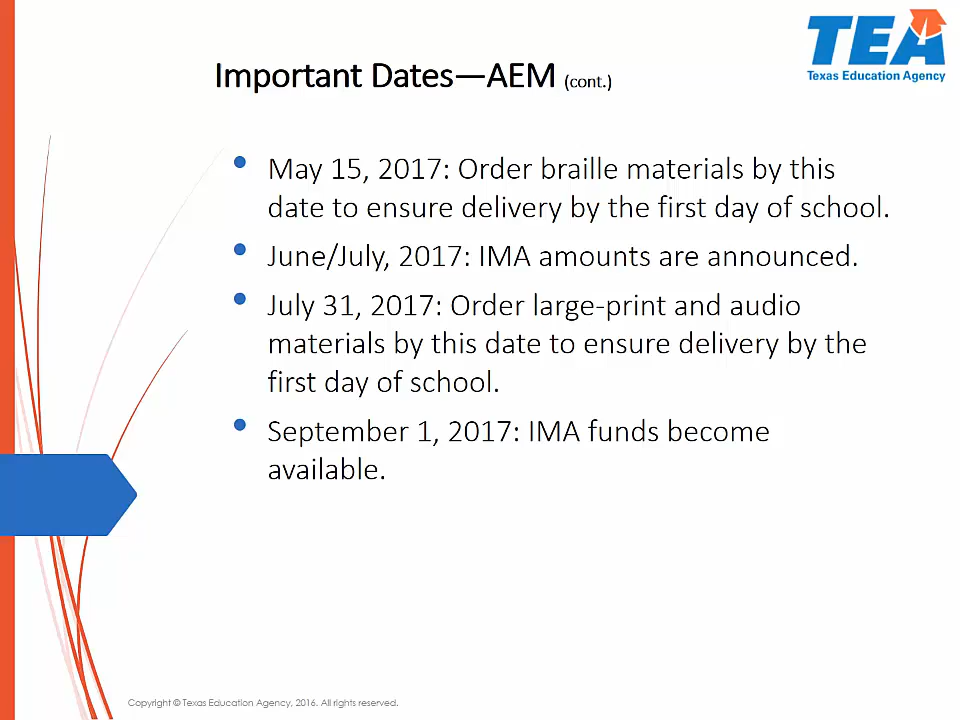 TEA
Texas Education Agency
Important Dates—AEM (cont.)
• May 15, 2017: Order braille materials by this
date to ensure delivery by the first day of school.
• June/July, 2017: IMA amounts are announced.
• July 31, 2017: Order large-print and audio
materials by this date to ensure delivery by the
first day of school.
• September 1, 2017: IMA funds become
available.
Copyright © Texas Education Agency, 2016. All rights reserved.